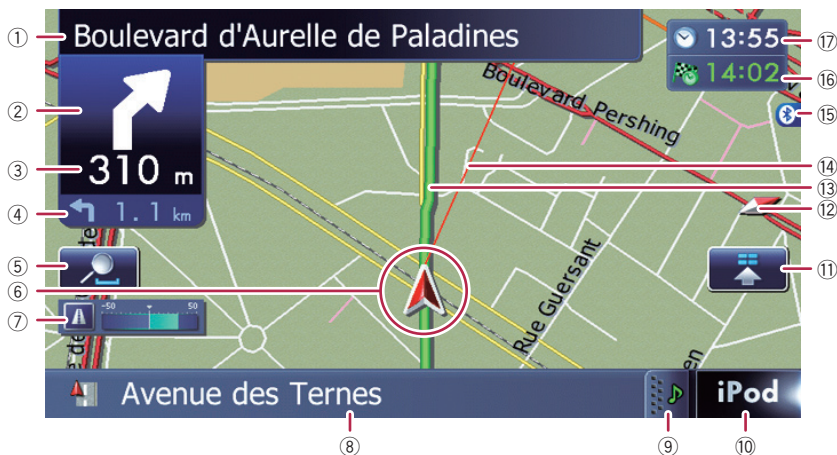 ① Boulevard d'Aurelle de Paladines
②
③ 310 m
④ 1.1 km
⑤
⑥
⑦ -50 50
Boulevard Pershing
Rue Guersant
de
en
13:55 ⑰
14:02 ⑯
⑮
⑭
⑬
⑫
⑪
Avenue des Ternes
iPod
⑧
⑨
⑩